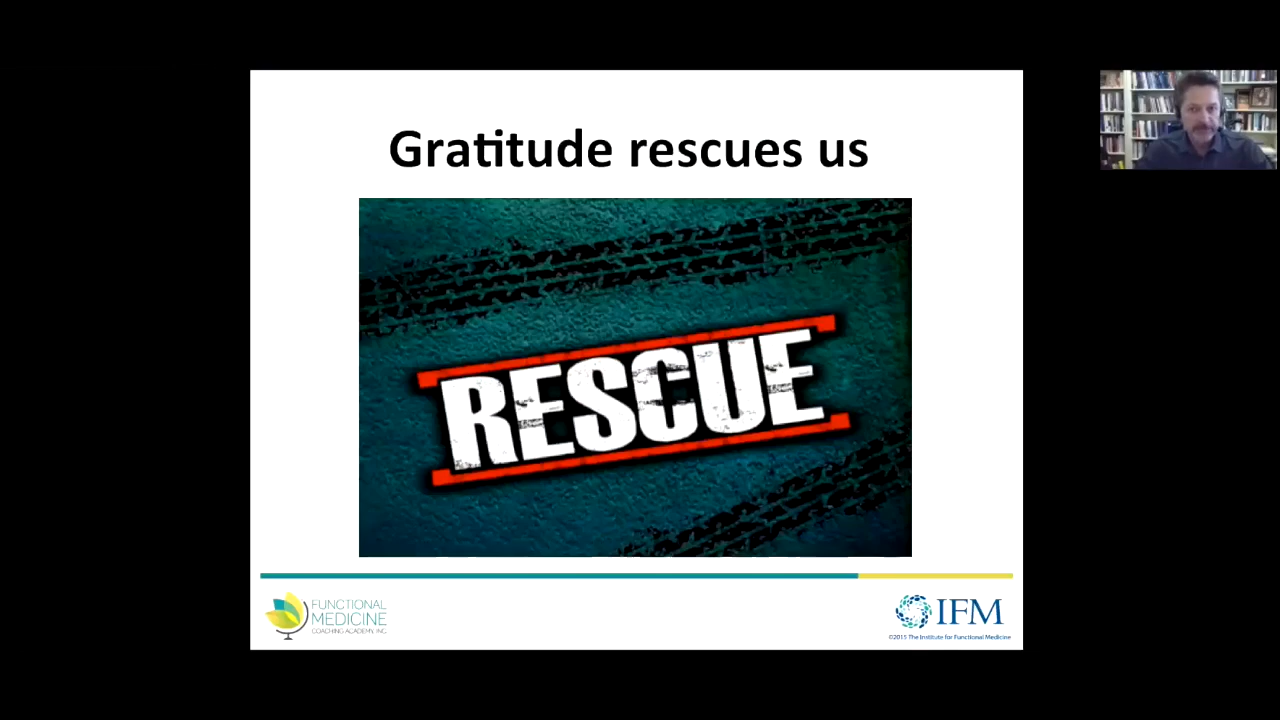 Gratitude rescues us
RESCUE
FUNCTIONAL
MEDICINE
COACHING ACADEMY, INC.
IFM
©2015 The Institute for Functional Medicine